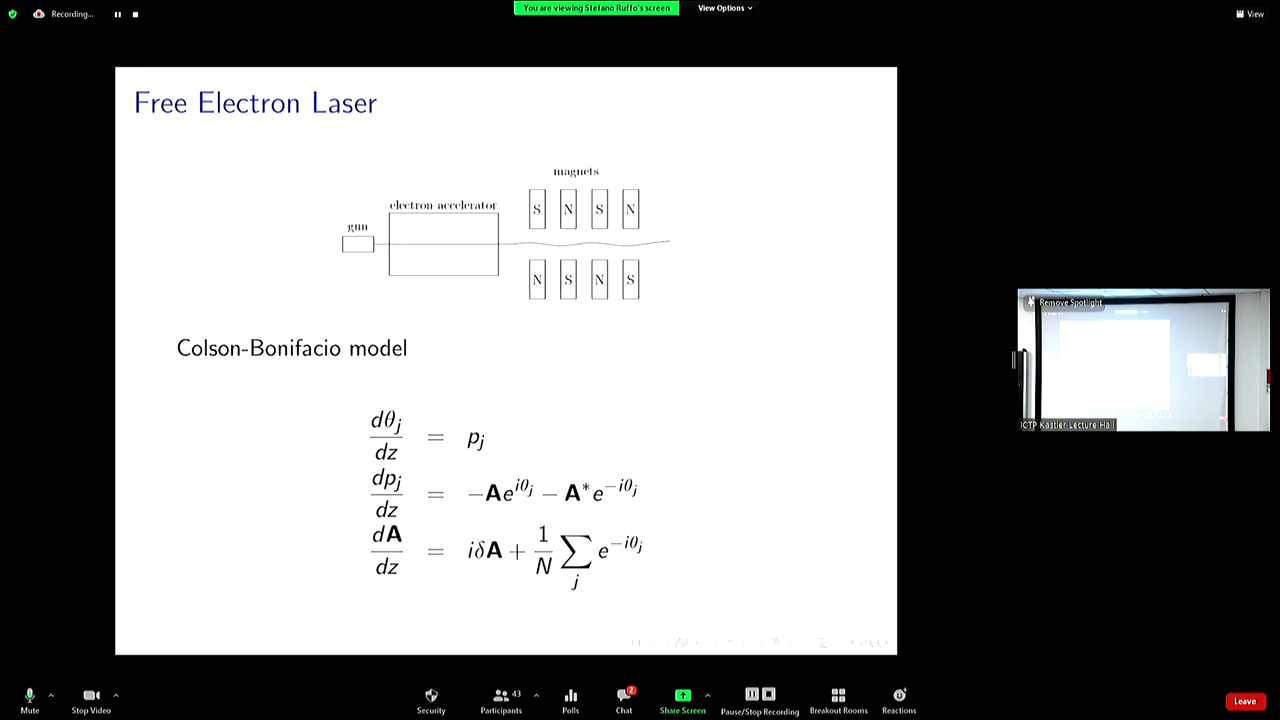 Recording...
You are viewing Stefano Ruffo's screen
View Options
View
Free Electron Laser
magnets
electron accelerator
gun
S N S N
N S N S
Colson-Bonifacio model
dθ_j/dz = p_j
dp_j/dz = −Ae^{iθ_j} − A*e^{−iθ_j}
dA/dz = iδA + 1/N ∑_j e^{−iθ_j}
Remove Spotlight
ICTP Kastler Lecture Hall
Mute
Stop Video
Security
Participants
43
Polls
Chat
2
Share Screen
Pause/Stop Recording
Breakout Rooms
Reactions
Leave